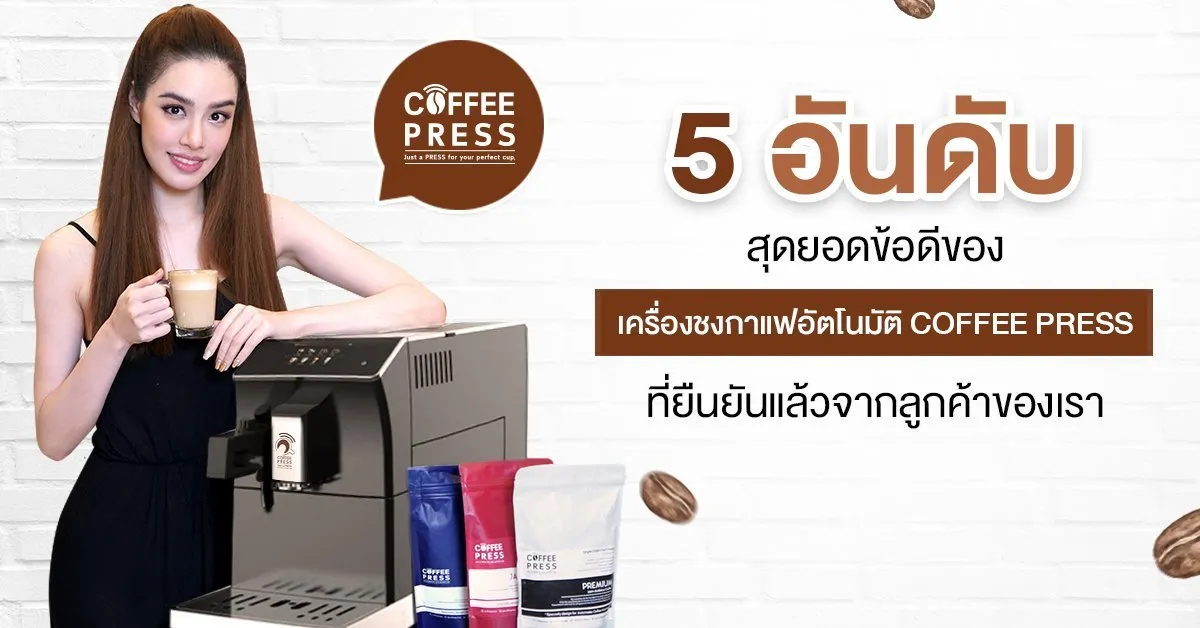 COFFEE
PRESS
Just a PRESS for your perfect cup.
5 อันดับ
สุดยอดข้อดีของ
เครื่องชงกาแฟอัตโนมัติ COFFEE PRESS
ที่ยืนยันแล้วจากลูกค้าของเรา
COFFEE
PRESS
COFFEE
PRESS
COFFEE
PRESS
COFFEE
PRESS
PREMIUM